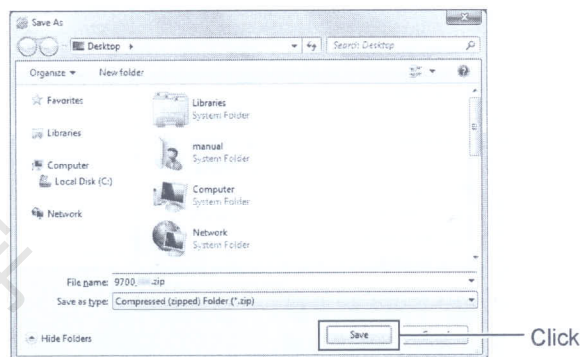 Save As
Desktop
Search Desktop
Organize
New folder
Favorites
Libraries
Computer
Local Disk (C:)
Network
Libraries
System Folder
manual
System Folder
Computer
System Folder
Network
System Folder
File name: 9700, .zip
Save as type: Compressed (zipped) Folder (*.zip)
Hide Folders
Save
Click